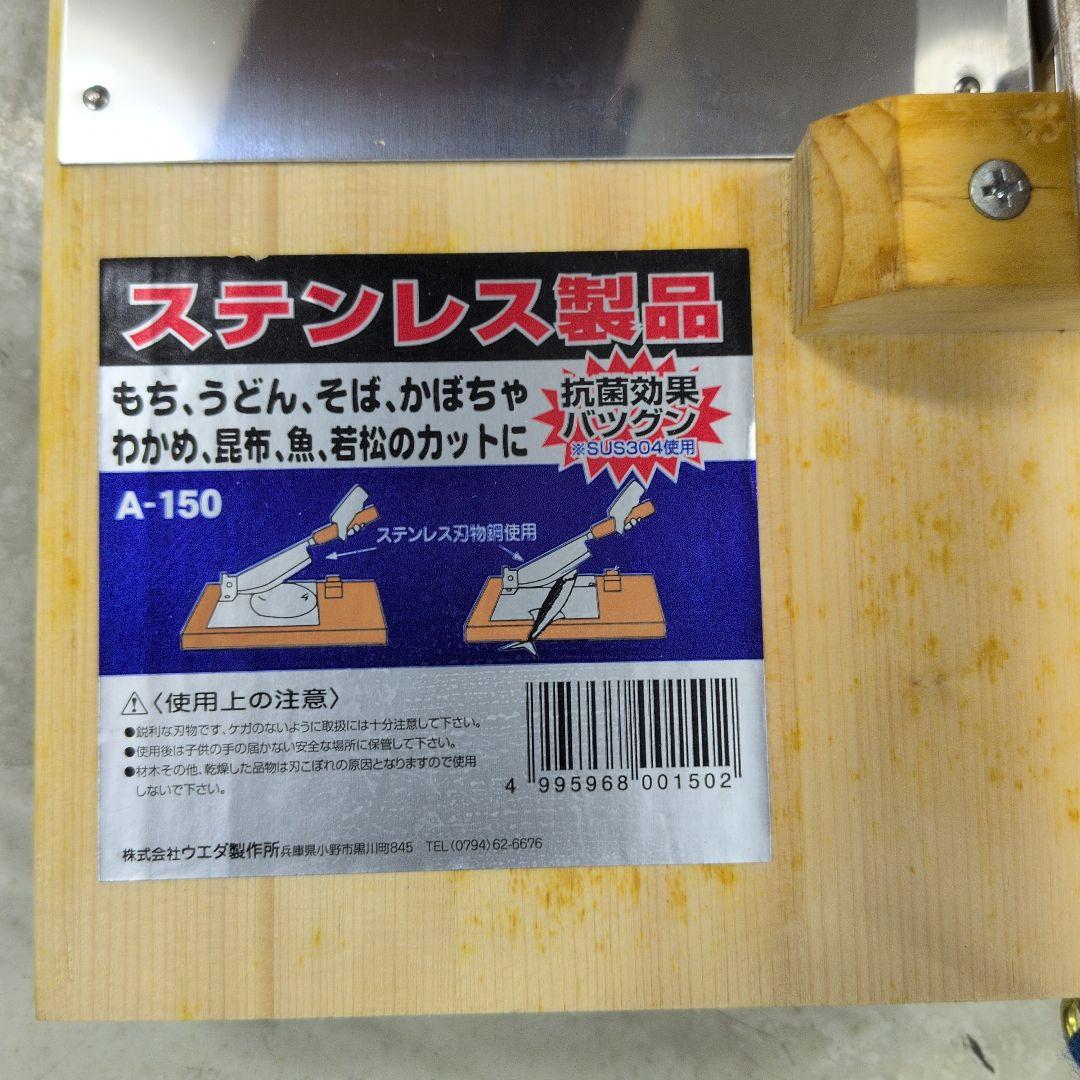 ステンレス製品
もち、うどん、そば、かぼちゃ
わかめ、昆布、魚、若松のカットに
抗菌効果
バツグン
※SUS304使用
A-150
ステンレス刃物鋼使用
⚠〈使用上の注意〉
●鋭利な刃物です、ケガのないように取扱には十分注意して下さい。
●使用後は子供の手の届かない安全な場所に保管して下さい。
●材木その他、乾燥した品物は刃こぼれの原因となりますので使用
しないで下さい。
4 995968 001502
株式会社ウエダ製作所 兵庫県小野市黒川町845 TEL(0794)62-6676